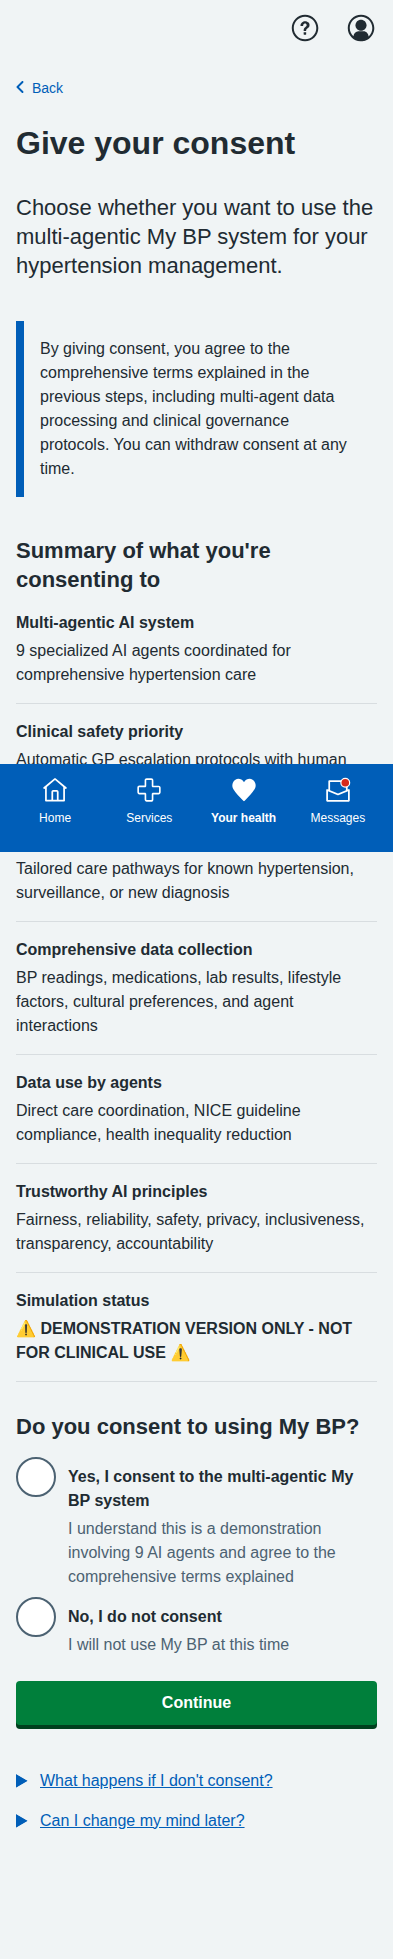 Back
Give your consent
Choose whether you want to use the
multi-agentic My BP system for your
hypertension management.
By giving consent, you agree to the
comprehensive terms explained in the
previous steps, including multi-agent data
processing and clinical governance
protocols. You can withdraw consent at any
time.
Summary of what you're
consenting to
Multi-agentic AI system
9 specialized AI agents coordinated for
comprehensive hypertension care
Clinical safety priority
Automatic GP escalation protocols with human
Home
Services
Your health
Messages
Tailored care pathways for known hypertension,
surveillance, or new diagnosis
Comprehensive data collection
BP readings, medications, lab results, lifestyle
factors, cultural preferences, and agent
interactions
Data use by agents
Direct care coordination, NICE guideline
compliance, health inequality reduction
Trustworthy AI principles
Fairness, reliability, safety, privacy, inclusiveness,
transparency, accountability
Simulation status
⚠️ DEMONSTRATION VERSION ONLY - NOT
FOR CLINICAL USE ⚠️
Do you consent to using My BP?
Yes, I consent to the multi-agentic My
BP system
I understand this is a demonstration
involving 9 AI agents and agree to the
comprehensive terms explained
No, I do not consent
I will not use My BP at this time
Continue
What happens if I don't consent?
Can I change my mind later?